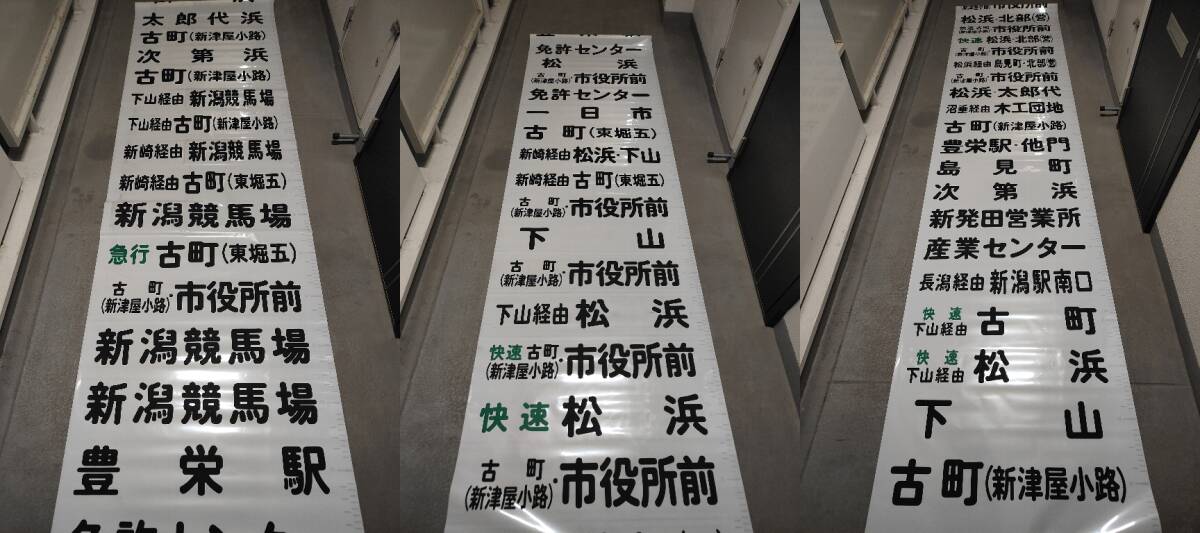 太郎代浜
古町(新津屋小路)
次第浜
古町(新津屋小路)
下山経由 新潟競馬場
下山経由 古町(新津屋小路)
新崎経由 新潟競馬場
新崎経由 古町(東堀五)
新潟競馬場
急行 古町(東堀五)
古町(新津屋小路)・市役所前
新潟競馬場
新潟競馬場
豊栄駅
免許センター
松浜
古町(新津屋小路)・市役所前
免許センター
一日市
古町(東堀五)
新崎経由 松浜・下山
新崎経由 古町(東堀五)
古町(新津屋小路)・市役所前
下山
古町(新津屋小路)・市役所前
下山経由 松浜
快速 古町(新津屋小路)・市役所前
快速 松浜
古町(新津屋小路)・市役所前
市役所前
松浜・北部(営)
市役所前
快速 松浜・北部(営)
古町(新津屋小路)・市役所前
松浜経由 島見町・北部(営)
古町(新津屋小路)・市役所前
松浜・太郎代
沼垂経由 木工団地
古町(新津屋小路)
豊栄駅・他門
島見町
次第浜
新発田営業所
産業センター
長潟経由 新潟駅南口
快速 下山経由 古町
快速 下山経由 松浜
下山
古町(新津屋小路)